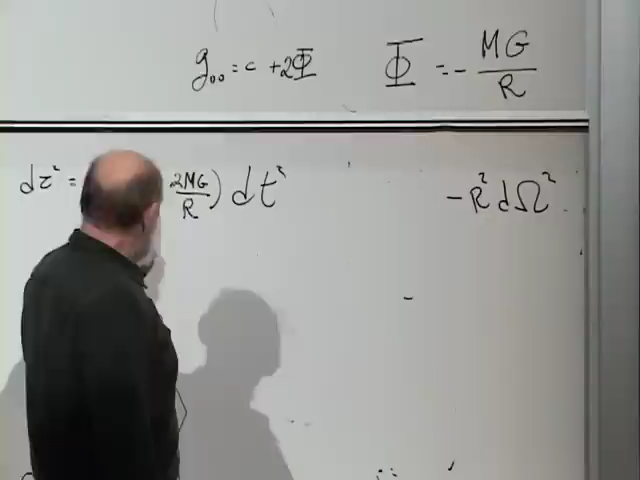 g₀₀ = c + 2Φ Φ = - MG/R
dτ² = 2MG/R) dt² - R² dΩ²